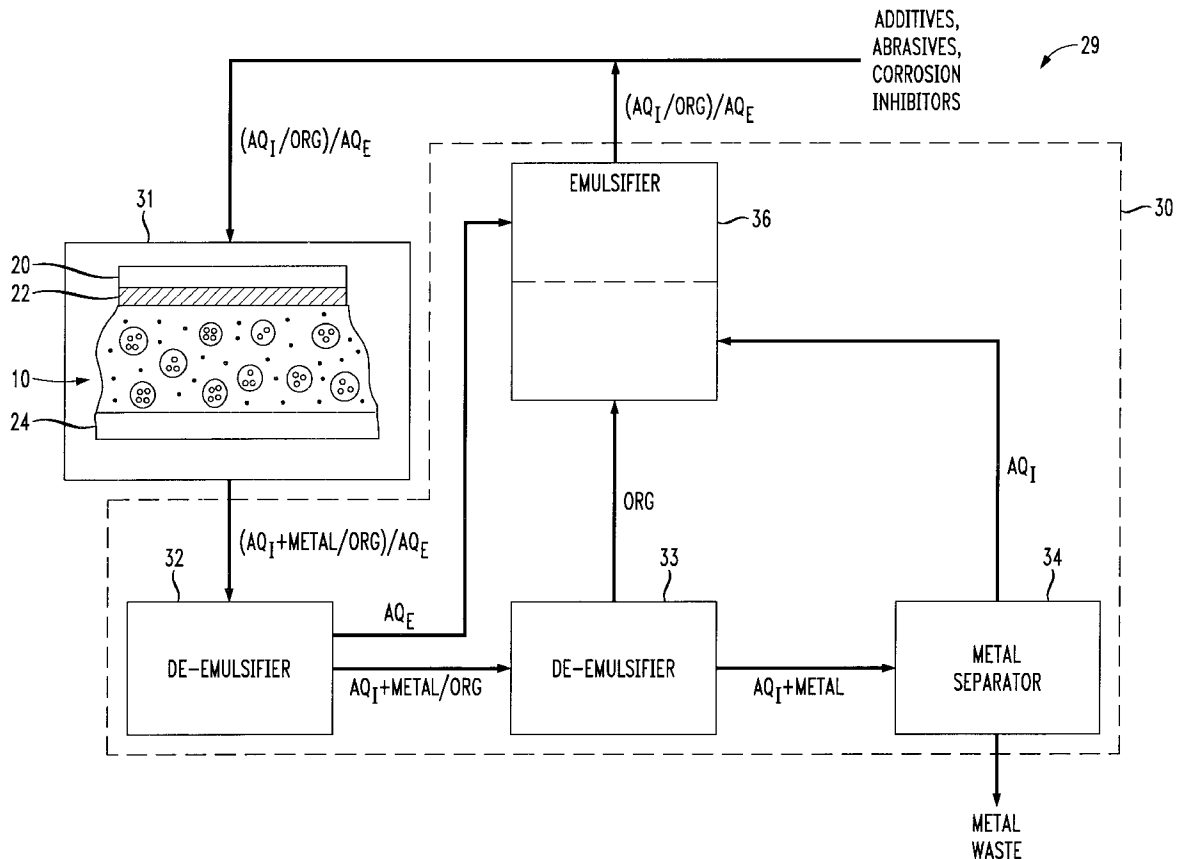 ADDITIVES,
ABRASIVES,
CORROSION
INHIBITORS
29
(AQI/ORG)/AQE
(AQI/ORG)/AQE
31
EMULSIFIER
36
30
20
22
10
24
ORG
AQI
(AQI+METAL/ORG)/AQE
32
33
34
AQE
DE-EMULSIFIER
DE-EMULSIFIER
METAL
SEPARATOR
AQI+METAL/ORG
AQI+METAL
METAL
WASTE